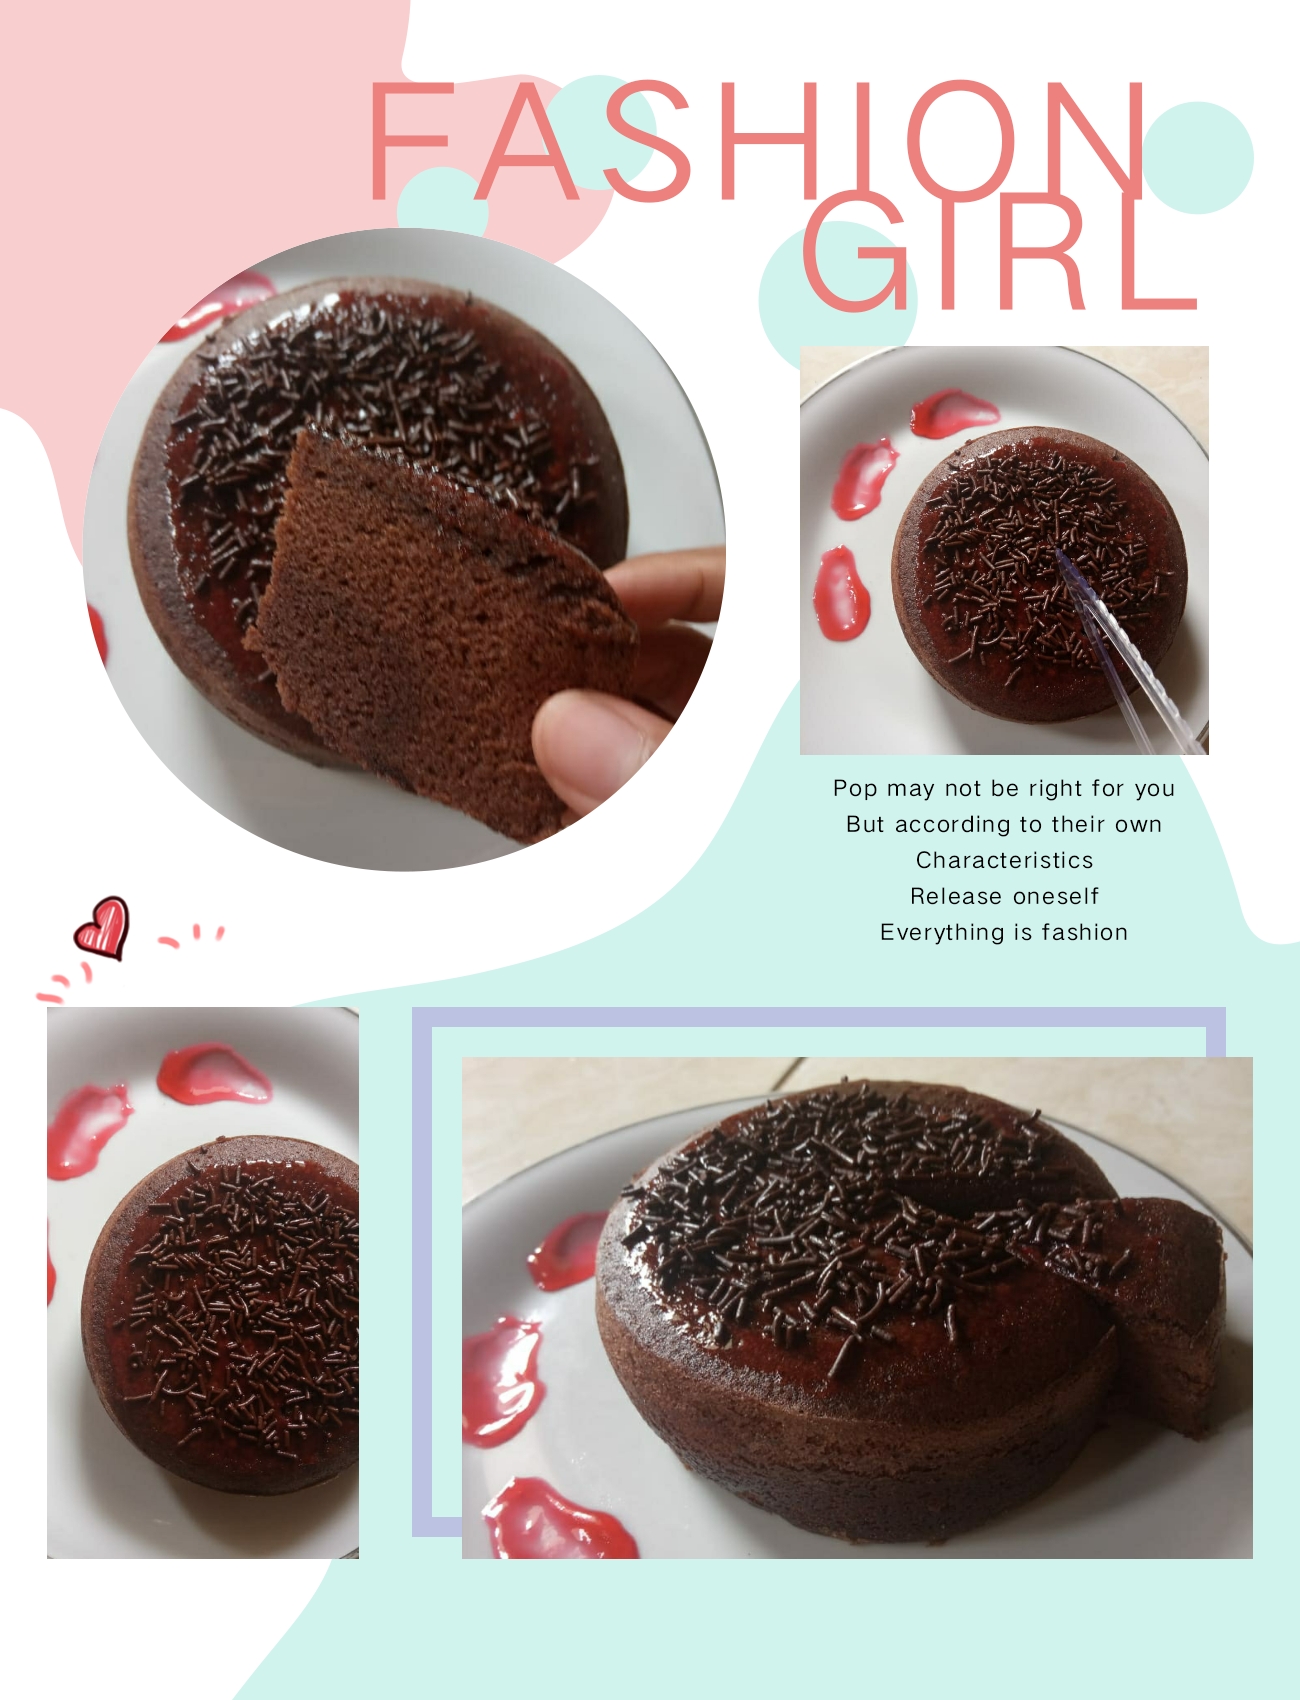 FASHION
GIRL
Pop may not be right for you
But according to their own
Characteristics
Release oneself
Everything is fashion